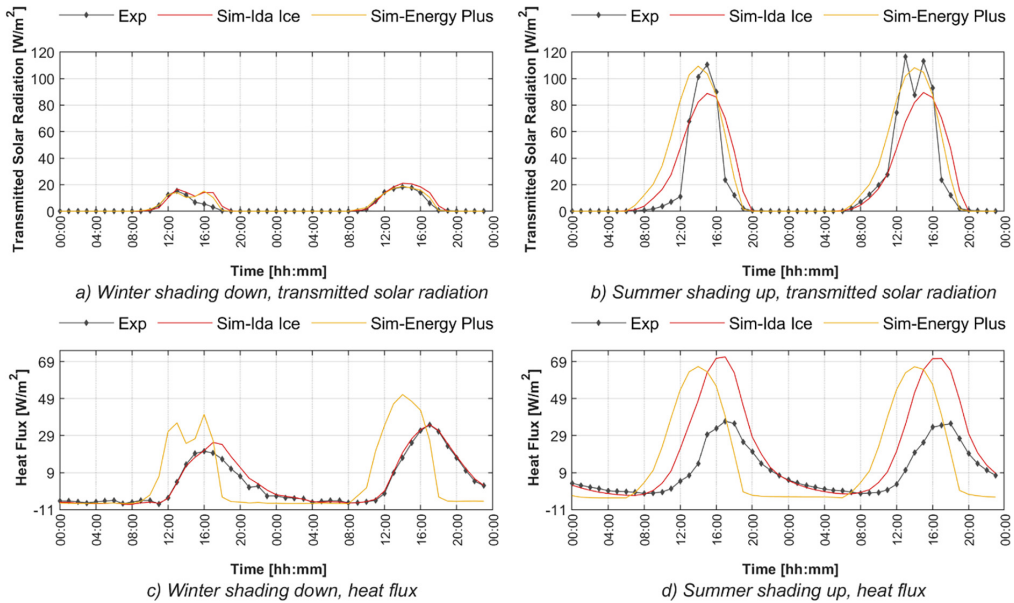 Exp Sim-Ida Ice Sim-Energy Plus
Transmitted Solar Radiation [W/m²]
120
100
80
60
40
20
0
00:00 04:00 08:00 12:00 16:00 20:00 00:00 04:00 08:00 12:00 16:00 20:00 00:00
Time [hh:mm]
a) Winter shading down, transmitted solar radiation
Exp Sim-Ida Ice Sim-Energy Plus
Transmitted Solar Radiation [W/m²]
120
100
80
60
40
20
0
00:00 04:00 08:00 12:00 16:00 20:00 00:00 04:00 08:00 12:00 16:00 20:00 00:00
Time [hh:mm]
b) Summer shading up, transmitted solar radiation
Exp Sim-Ida Ice Sim-Energy Plus
Heat Flux [W/m²]
69
49
29
9
-11
00:00 04:00 08:00 12:00 16:00 20:00 00:00 04:00 08:00 12:00 16:00 20:00 00:00
Time [hh:mm]
c) Winter shading down, heat flux
Exp Sim-Ida Ice Sim-Energy Plus
Heat Flux [W/m²]
69
49
29
9
-11
00:00 04:00 08:00 12:00 16:00 20:00 00:00 04:00 08:00 12:00 16:00 20:00 00:00
Time [hh:mm]
d) Summer shading up, heat flux